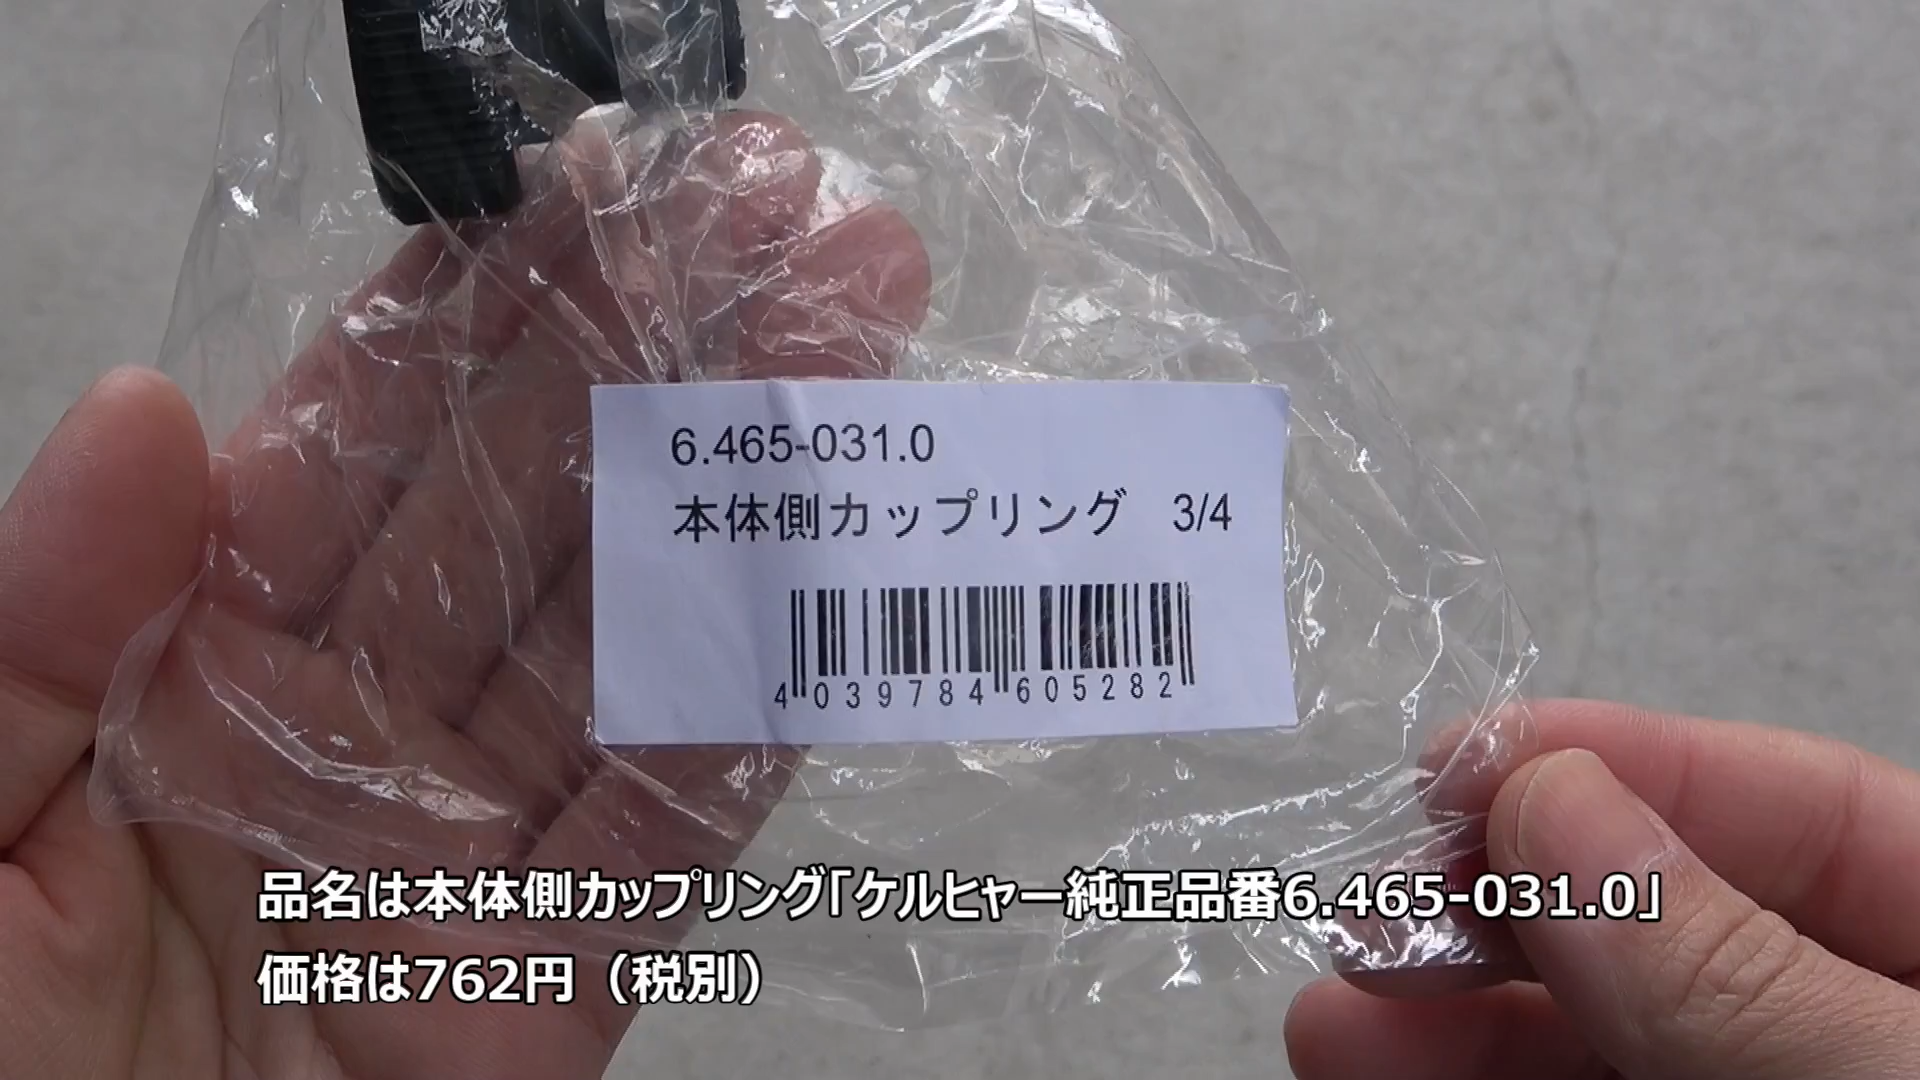 6.465-031.0
本体側カップリング 3/4
4 039784 605282
品名は本体側カップリング「ケルヒャー純正品番6.465-031.0」
価格は762円（税別）